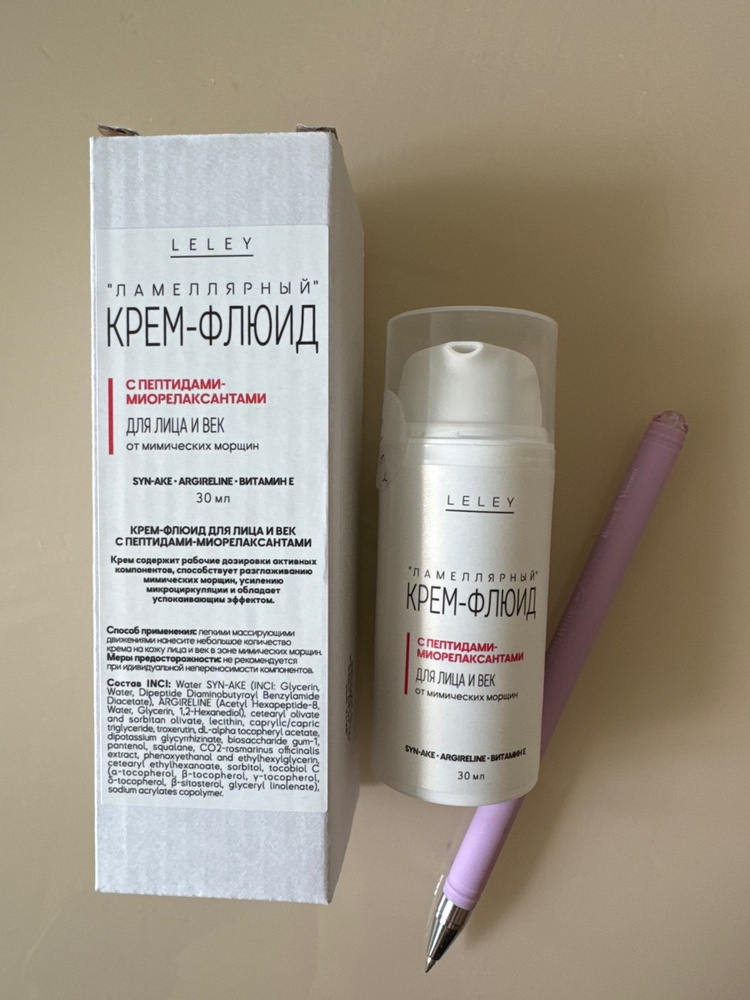 LELEY
"ЛАМЕЛЛЯРНЫЙ"
КРЕМ-ФЛЮИД
С ПЕПТИДАМИ-
МИОРЕЛАКСАНТАМИ
ДЛЯ ЛИЦА И ВЕК
от мимических морщин
SYN-AKE • ARGIRELINE • ВИТАМИН Е
30 мл
КРЕМ-ФЛЮИД ДЛЯ ЛИЦА И ВЕК
С ПЕПТИДАМИ-МИОРЕЛАКСАНТАМИ
Крем содержит рабочие дозировки активных
компонентов, способствует разглаживанию
мимических морщин, усилению
микроциркуляции и обладает
успокаивающим эффектом.
Способ применения: легкими массирующими
движениями нанесите небольшое количество
крема на кожу лица и век в зоне мимических морщин.
Меры предосторожности: не рекомендуется
при идивидуальной непереносимости компонентов.
Состав INCI: Water SYN-AKE (INCI: Glycerin,
Water, Dipeptide Diaminobutyroyl Benzylamide
Diacetate), ARGIRELINE (Acetyl Hexapeptide-8,
Water, Glycerin, 1,2-Hexanediol), cetearyl olivate
and sorbitan olivate, lecithin, caprylic/capric
triglyceride, troxerutin, dL-alpha tocopheryl acetate,
dipotassium glycyrrhizinate, biosaccharide gum-1,
pantenol, squalane, CO2-rosmarinus officinalis
extract, phenoxyethanol and ethylhexylglycerin,
cetearyl ethylhexanoate, sorbitol, tocobiol C
(α-tocopherol, β-tocopherol, γ-tocopherol,
δ-tocopherol, β-sitosterol, glyceryl linolenate),
sodium acrylates copolymer.
LELEY
"ЛАМЕЛЛЯРНЫЙ"
КРЕМ-ФЛЮИД
С ПЕПТИДАМИ-
МИОРЕЛАКСАНТАМИ
ДЛЯ ЛИЦА И ВЕК
от мимических морщин
SYN-AKE • ARGIRELINE • ВИТАМИН Е
30 мл